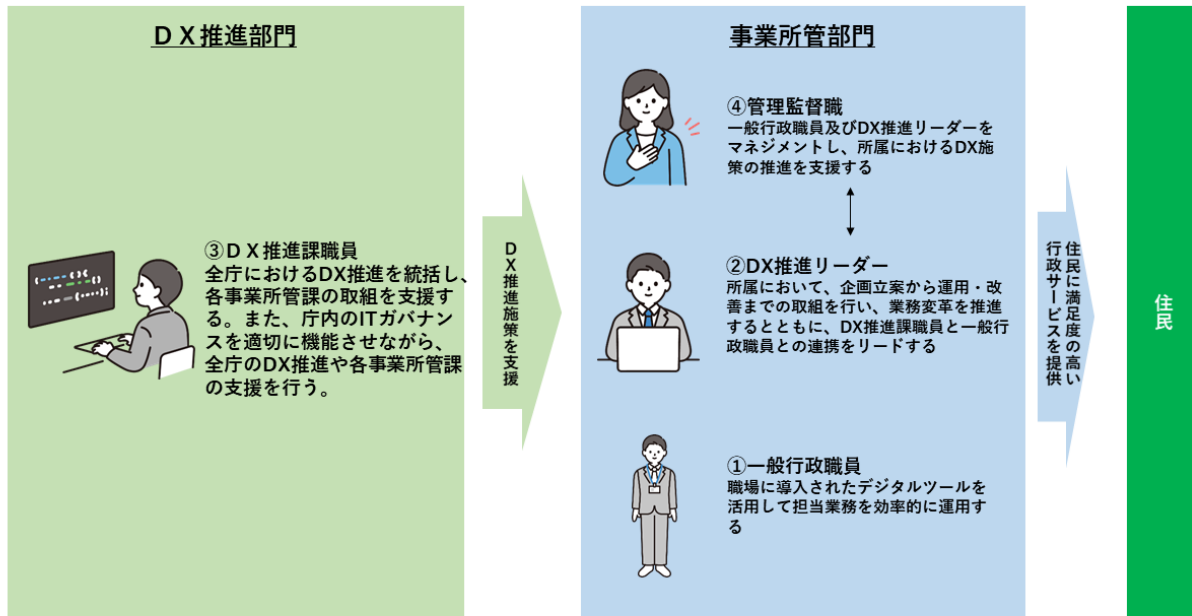 ＤＸ推進部門
③ＤＸ推進課職員
全庁におけるDX推進を統括し、
各事業所管課の取組を支援す
る。また、庁内のITガバナン
スを適切に機能させながら、
全庁のDX推進や各事業所管課
の支援を行う。
ＤＸ推進施策を支援
事業所管部門
④管理監督職
一般行政職員及びDX推進リーダーを
マネジメントし、所属におけるDX施
策の推進を支援する
②DX推進リーダー
所属において、企画立案から運用・改
善までの取組を行い、業務変革を推進
するとともに、DX推進課職員と一般行
政職員との連携をリードする
①一般行政職員
職場に導入されたデジタルツールを
活用して担当業務を効率的に運用す
る
住民に満足度の高い
行政サービスを提供
住民